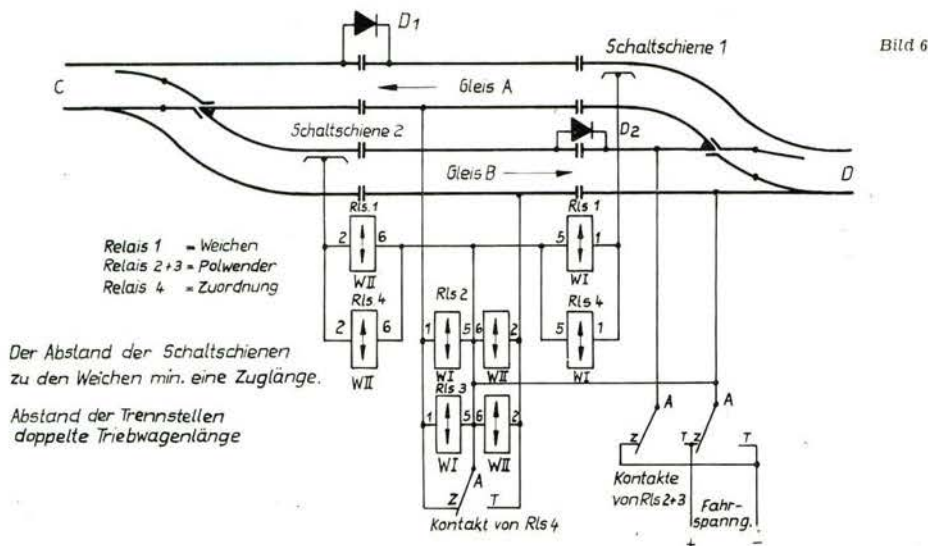 D1
Bild 6
Schaltschiene 1
C
Gleis A
Schaltschiene 2
D2
Gleis B
D
Rls. 1
Rls 1
2 6
5 1
WII
WI
Relais 1 = Weichen
Relais 2+3 = Polwender
Relais 4 = Zuordnung
Rls. 4
Rls 2
Rls 4
2 6
1 5 6 2
5 1
WII
WI WII
WI
Der Abstand der Schaltschienen
zu den Weichen min. eine Zuglänge.
Rls 3
1 5 6 2
WI WII
Abstand der Trennstellen
doppelte Triebwagenlänge
A
A A
Z T
Z T Z T
Kontakt von Rls 4
Kontakte
von Rls 2+3
Fahr-
spanng.
+ -